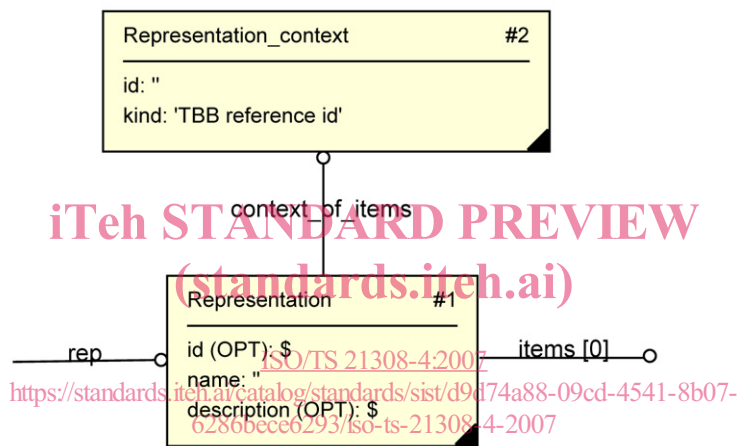 Representation_context #2
id: ''
kind: 'TBB reference id'
context_of_items
iTeh STANDARD PREVIEW
(standards.iteh.ai)
Representation #1
id (OPT): $
rep
items [0]
ISO/TS 21308-4:2007
name: ''
https://standards.iteh.ai/catalog/standards/sist/d9d74a88-09cd-4541-8b07-
description (OPT): $
6286bece6293/iso-ts-21308-4-2007